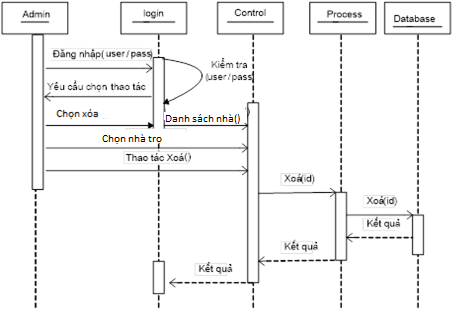 Admin
login
Control
Process
Database
Đăng nhập(user/pass)
Kiểm tra
(user/pass)
Yêu cầu chọn thao tác
Chọn xóa
Danh sách nhà()
Chọn nhà trọ
Thao tác Xoá()
Xoá(id)
Xoá(id)
Kết quả
Kết quả
Kết quả